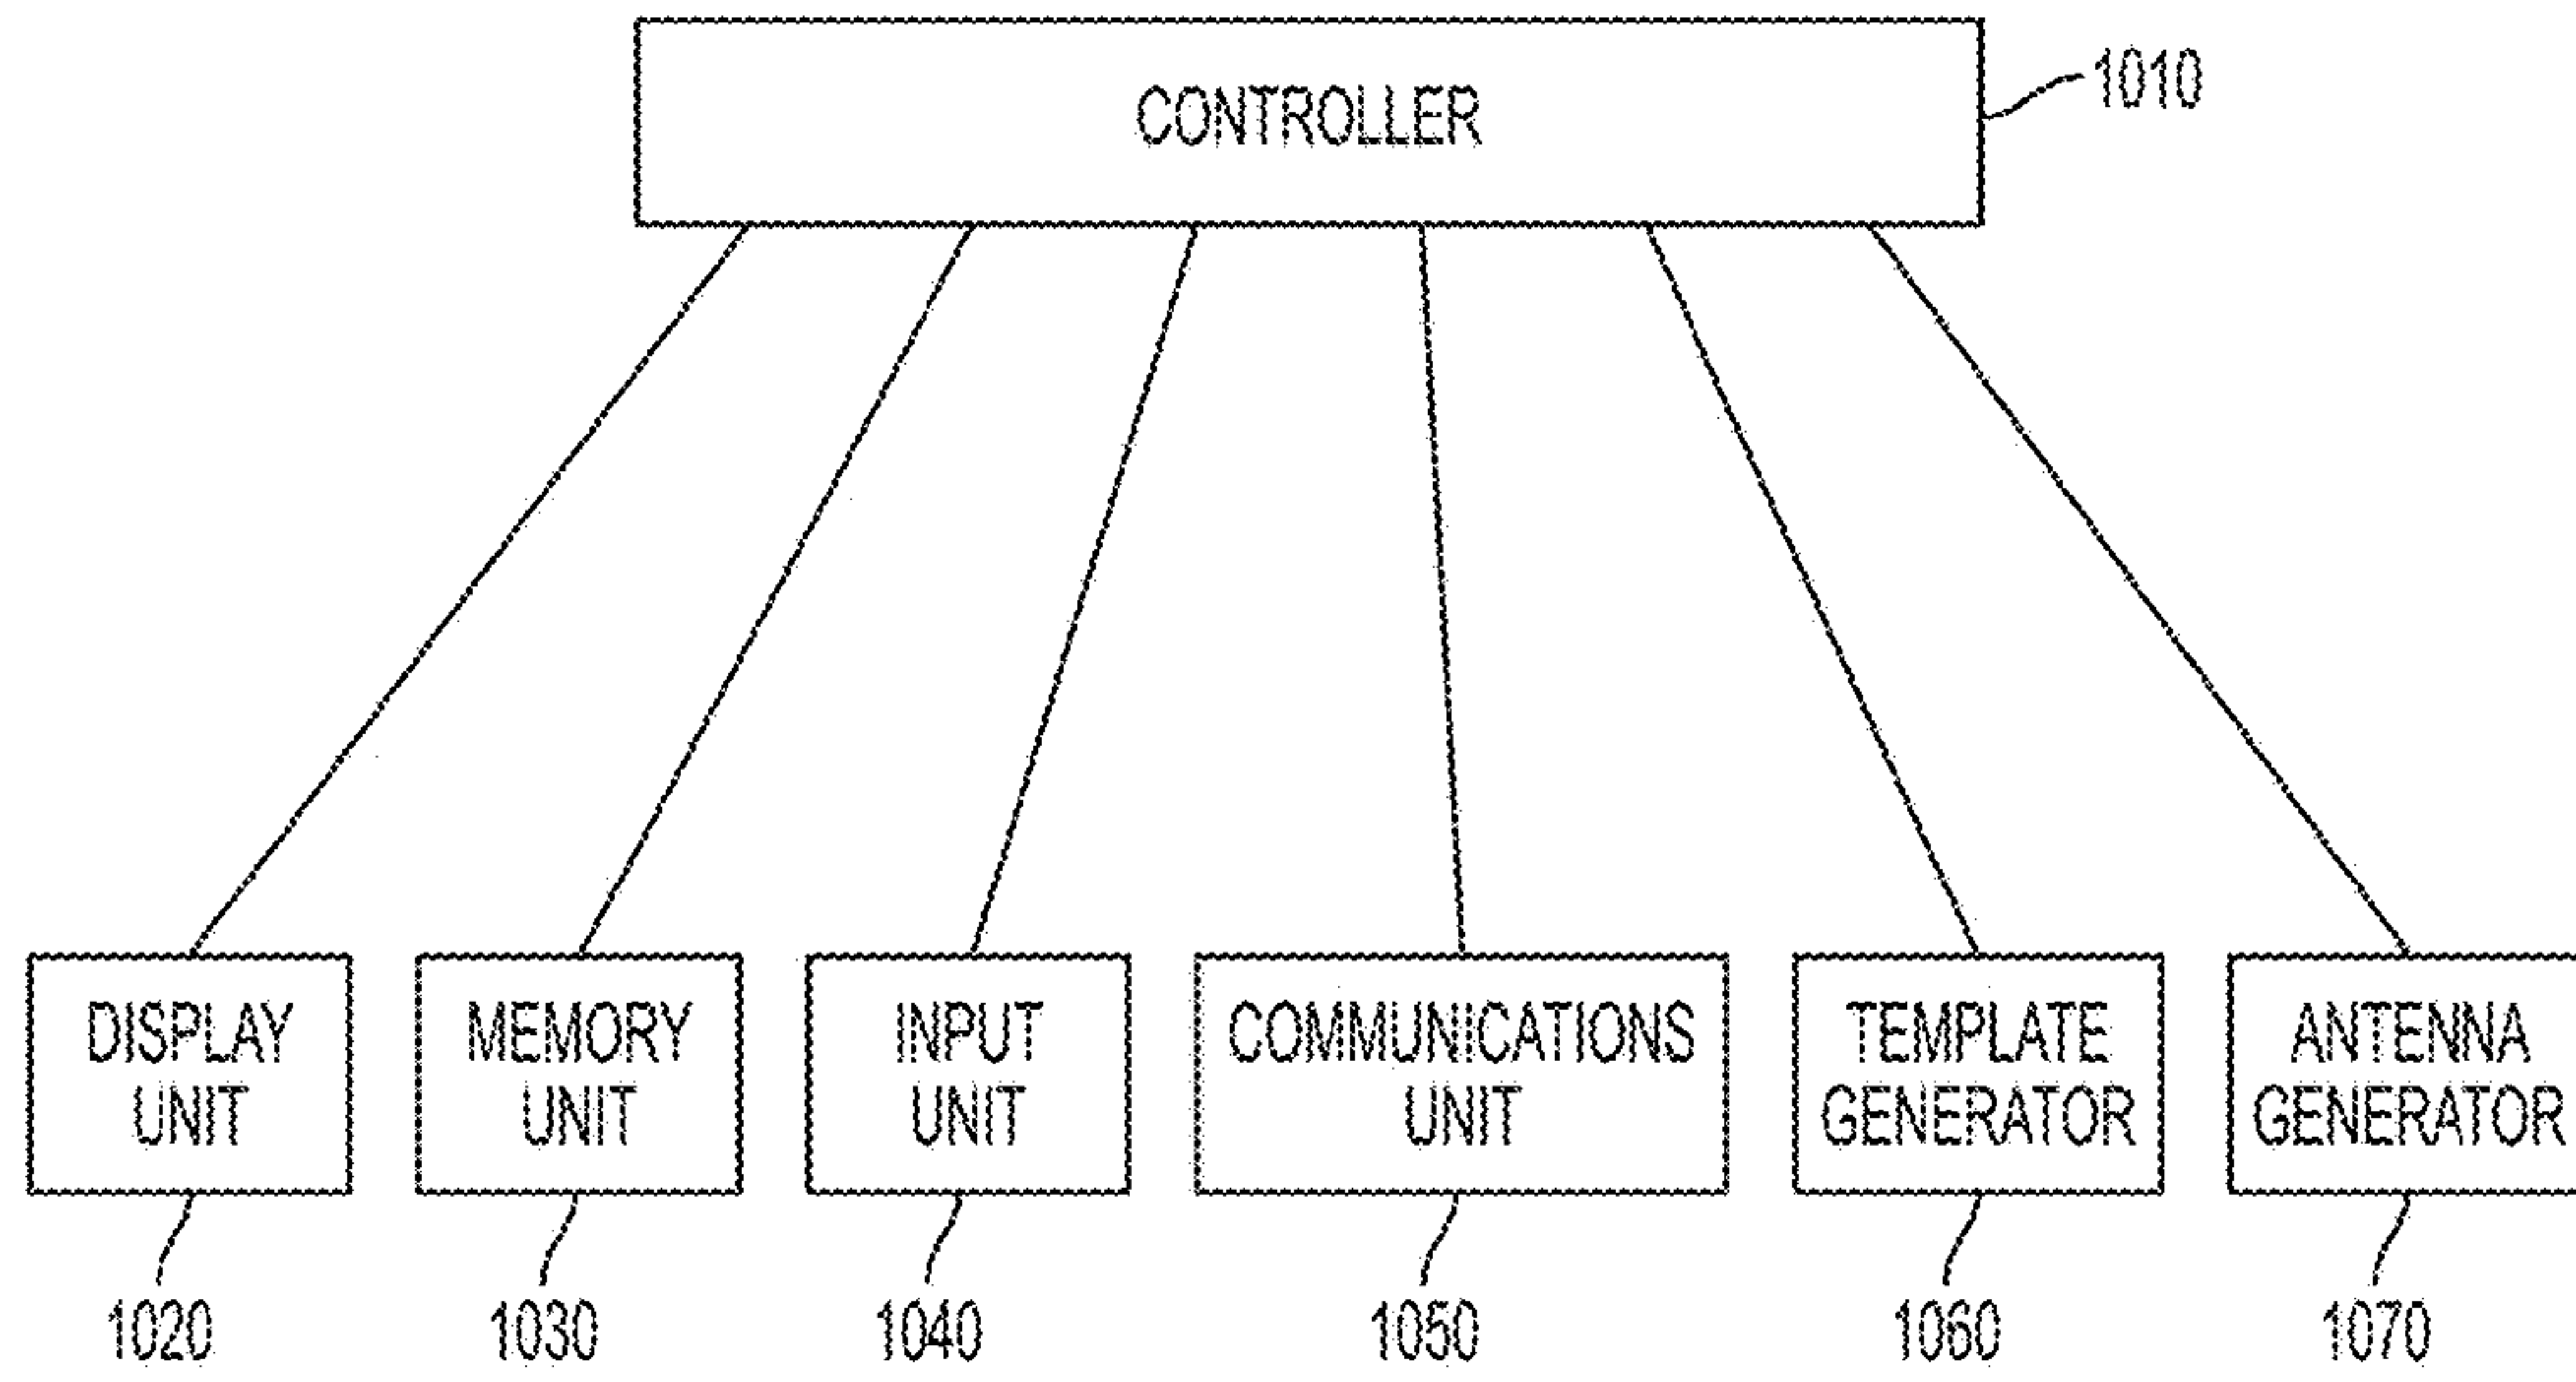 CONTROLLER
1010
DISPLAY
UNIT
MEMORY
UNIT
INPUT
UNIT
COMMUNICATIONS
UNIT
TEMPLATE
GENERATOR
ANTENNA
GENERATOR
1020
1030
1040
1050
1060
1070